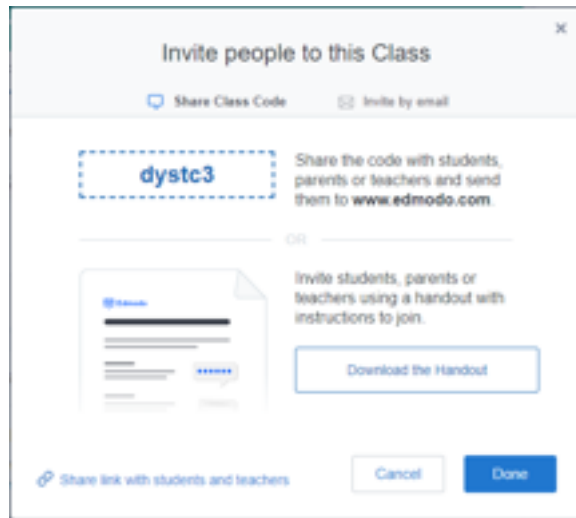 ×
Invite people to this Class
Share Class Code
Invite by email
dystc3
Share the code with students,
parents or teachers and send
them to www.edmodo.com.
OR
Invite students, parents or
teachers using a handout with
instructions to join.
Edmodo
Download the Handout
Share link with students and teachers
Cancel
Done